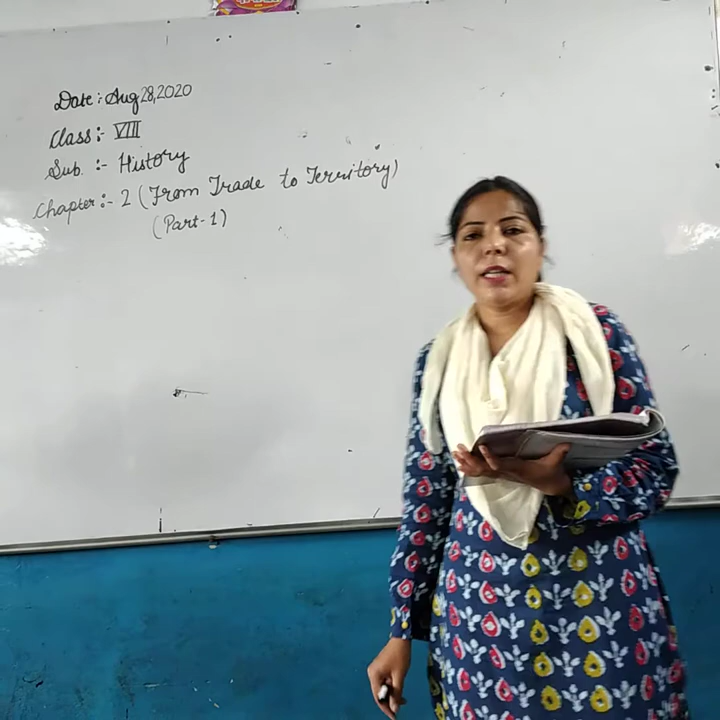 Date :- Aug 28, 2020
Class :- VIII
Sub. :- History
Chapter :- 2 (From Trade to Territory)
(Part-1)